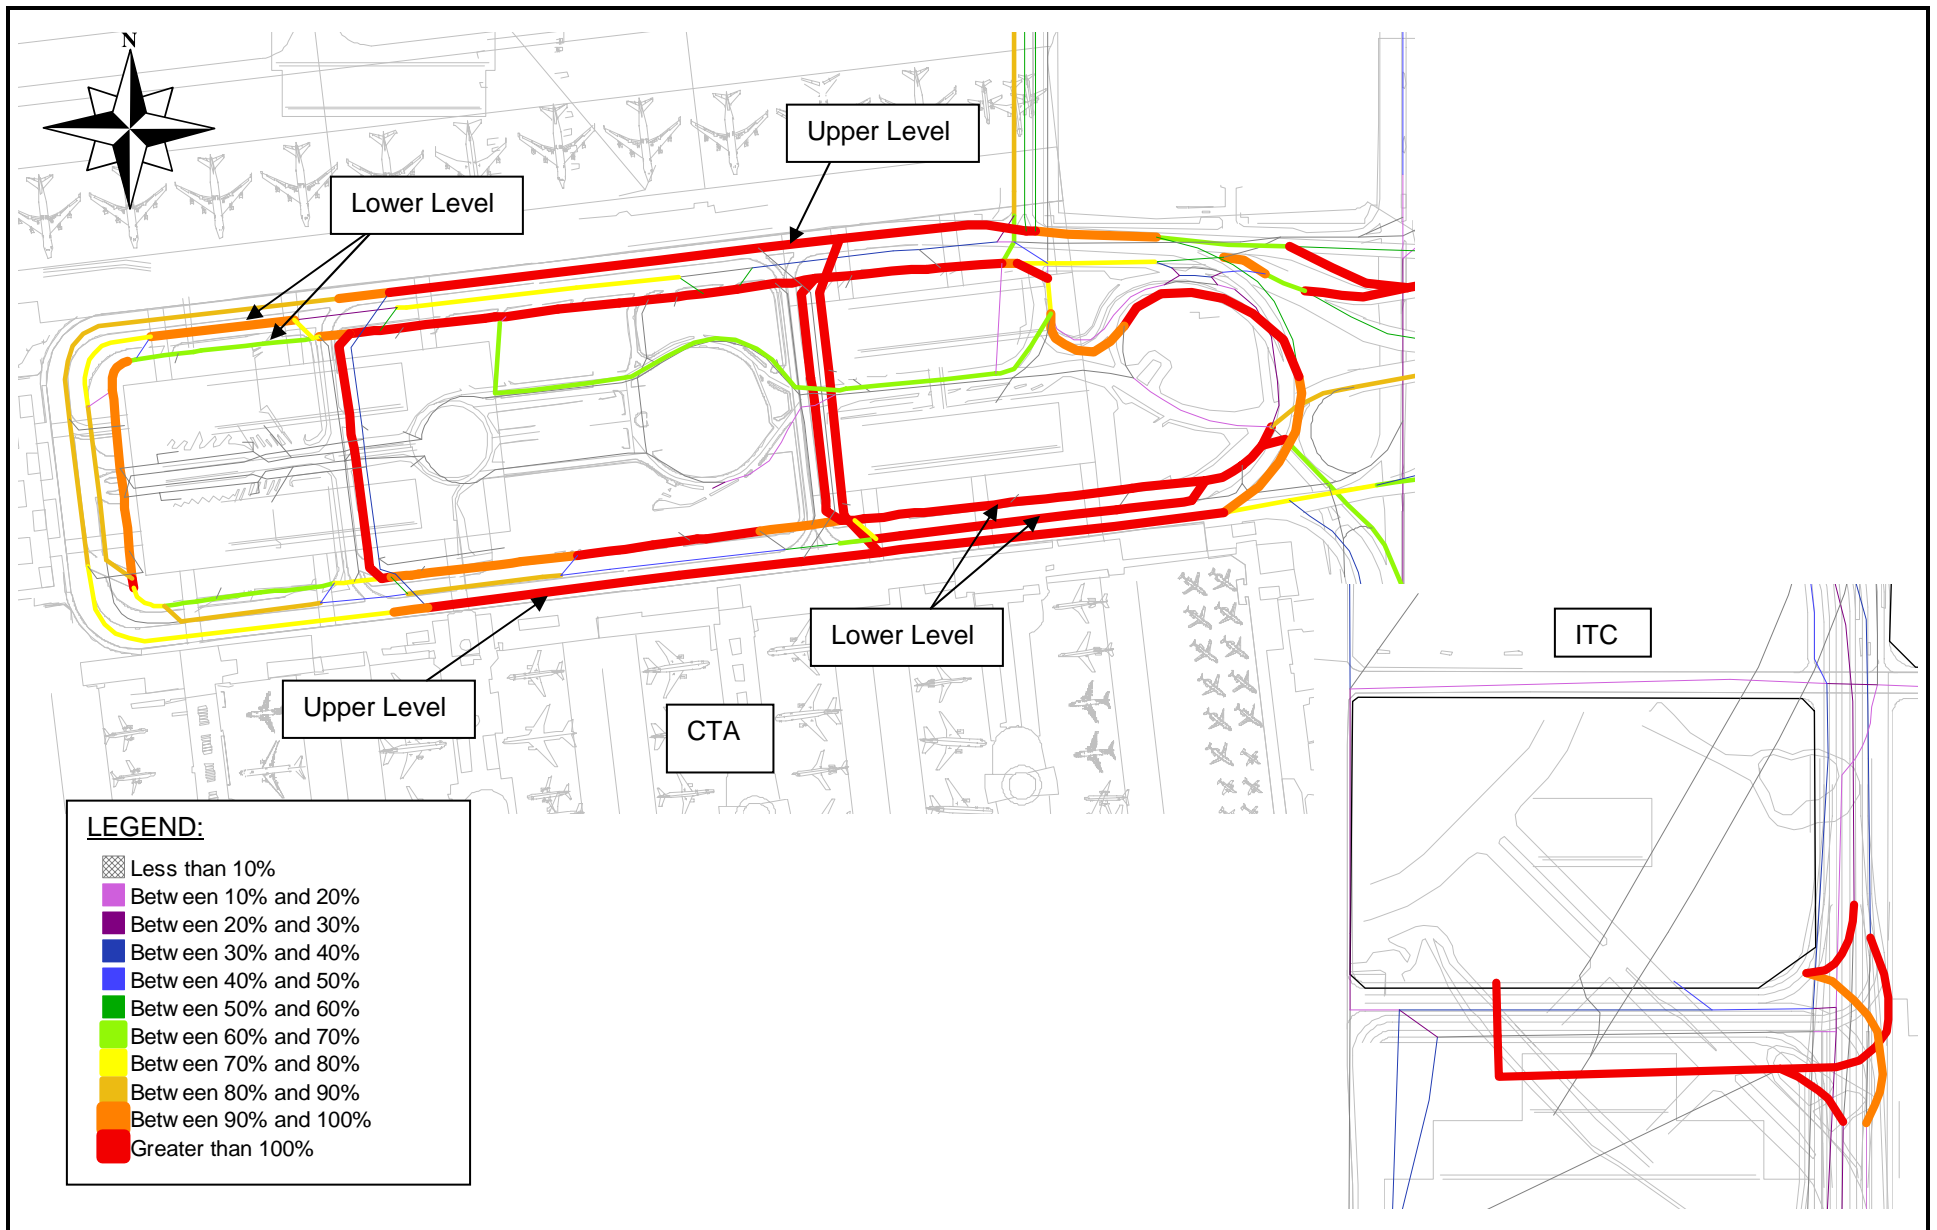 N
Upper Level
Lower Level
Lower Level
ITC
Upper Level
CTA
LEGEND:
Less than 10%
Betw een 10% and 20%
Betw een 20% and 30%
Betw een 30% and 40%
Betw een 40% and 50%
Betw een 50% and 60%
Betw een 60% and 70%
Betw een 70% and 80%
Betw een 80% and 90%
Betw een 90% and 100%
Greater than 100%